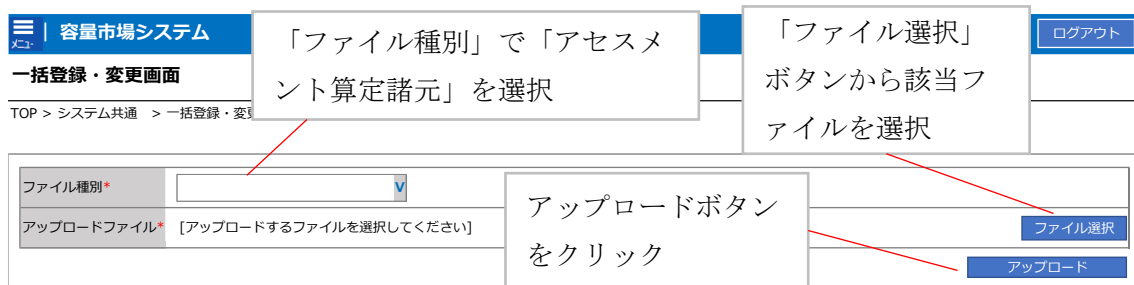 メニュー
容量市場システム
ログアウト
「ファイル種別」で「アセスメ
ント算定諸元」を選択
「ファイル選択」
ボタンから該当フ
ァイルを選択
一括登録・変更画面
TOP > システム共通 > 一括登録・変
ファイル種別*
V
アップロードファイル* [アップロードするファイルを選択してください]
ファイル選択
アップロードボタン
をクリック
アップロード